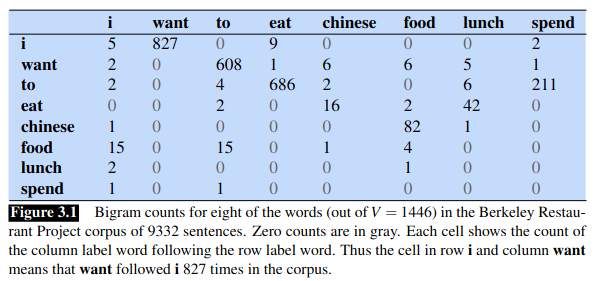 i want to eat chinese food lunch spend
i 5 827 0 9 0 0 0 2
want 2 0 608 1 6 6 5 1
to 2 0 4 686 2 0 6 211
eat 0 0 2 0 16 2 42 0
chinese 1 0 0 0 0 82 1 0
food 15 0 15 0 1 4 0 0
lunch 2 0 0 0 0 1 0 0
spend 1 0 1 0 0 0 0 0
Figure 3.1 Bigram counts for eight of the words (out of V = 1446) in the Berkeley Restau-
rant Project corpus of 9332 sentences. Zero counts are in gray. Each cell shows the count of
the column label word following the row label word. Thus the cell in row i and column want
means that want followed i 827 times in the corpus.